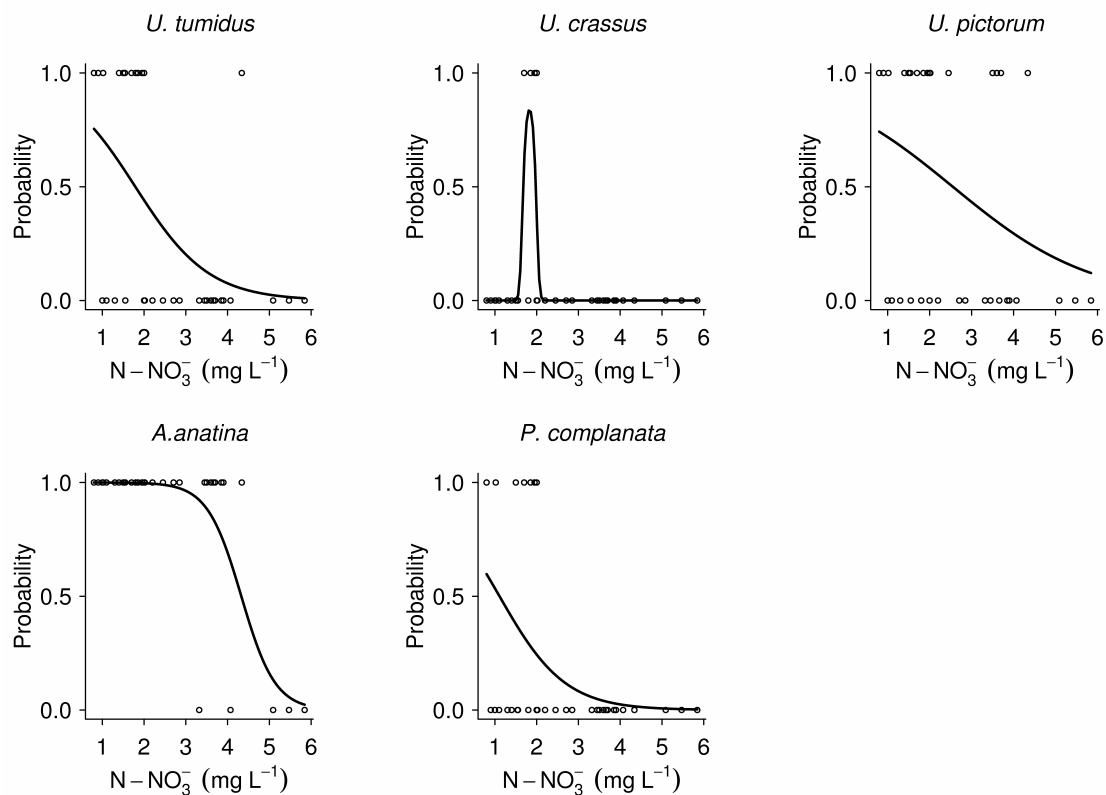 U. tumidus
Probability
1.0
0.5
0.0
1 2 3 4 5 6
N − NO₃⁻ (mg L⁻¹)
U. crassus
Probability
1.0
0.5
0.0
1 2 3 4 5 6
N − NO₃⁻ (mg L⁻¹)
U. pictorum
Probability
1.0
0.5
0.0
1 2 3 4 5 6
N − NO₃⁻ (mg L⁻¹)
A.anatina
Probability
1.0
0.5
0.0
1 2 3 4 5 6
N − NO₃⁻ (mg L⁻¹)
P. complanata
Probability
1.0
0.5
0.0
1 2 3 4 5 6
N − NO₃⁻ (mg L⁻¹)